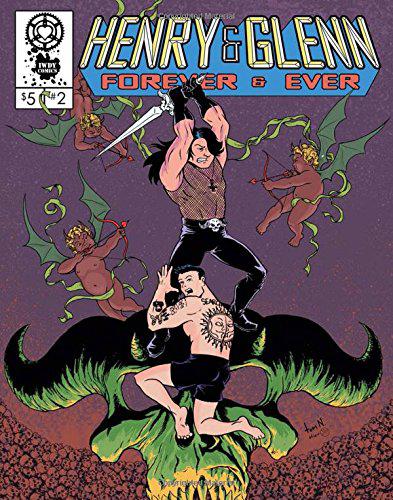 HENRY & GLENN
FOREVER & EVER
IWDY
COMICS
$5
#2